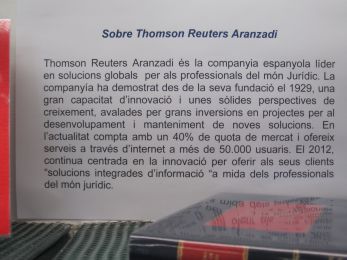 Sobre Thomson Reuters Aranzadi
Thomson Reuters Aranzadi és la companyia espanyola líder
en solucions globals per als professionals del món Jurídic. La
companyía ha demostrat des de la seva fundació el 1929, una
gran capacitat d'innovació i unes sòlides perspectives de
creixement, avalades per grans inversions en projectes per al
desenvolupament i manteniment de noves solucions. En
l'actualitat compta amb un 40% de quota de mercat i ofereix
serveis a través d'internet a més de 50.000 usuaris. El 2012,
continua centrada en la innovació per oferir als seus clients
"solucions integrades d'informació "a mida dels professionals
del món jurídic.